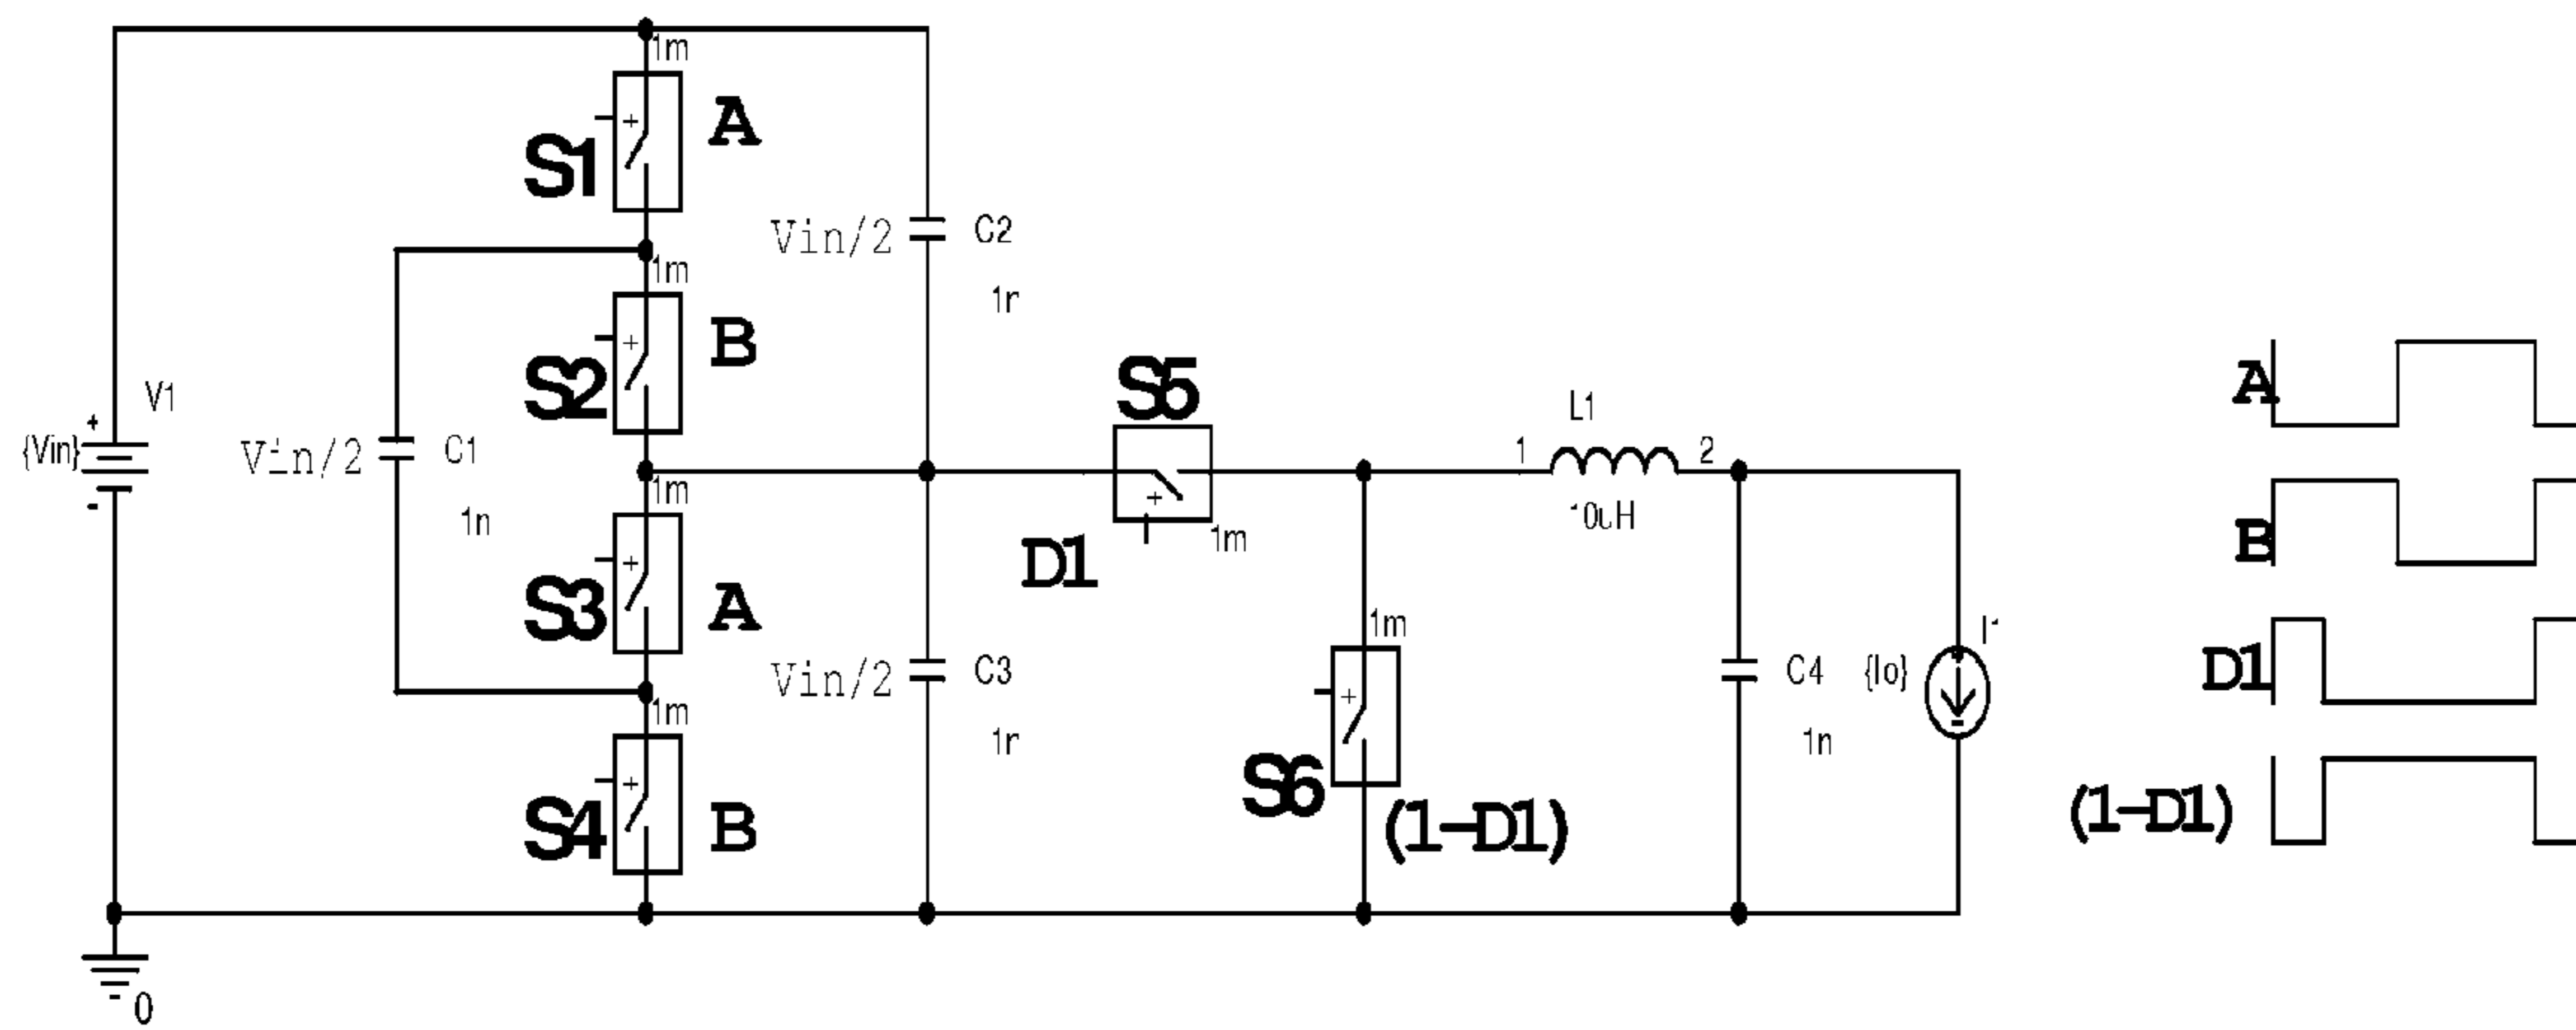 1m
S1
A
1m
Vin/2
C2
1r
S2
B
V1
+
{Vin}
-
Vin/2
C1
1n
1m
S5
D1
1m
L1
1
2
10uH
S3
A
1m
Vin/2
C3
1r
1m
S6
(1-D1)
C4
1n
{Io}
S4
B
0
A
B
D1
(1-D1)